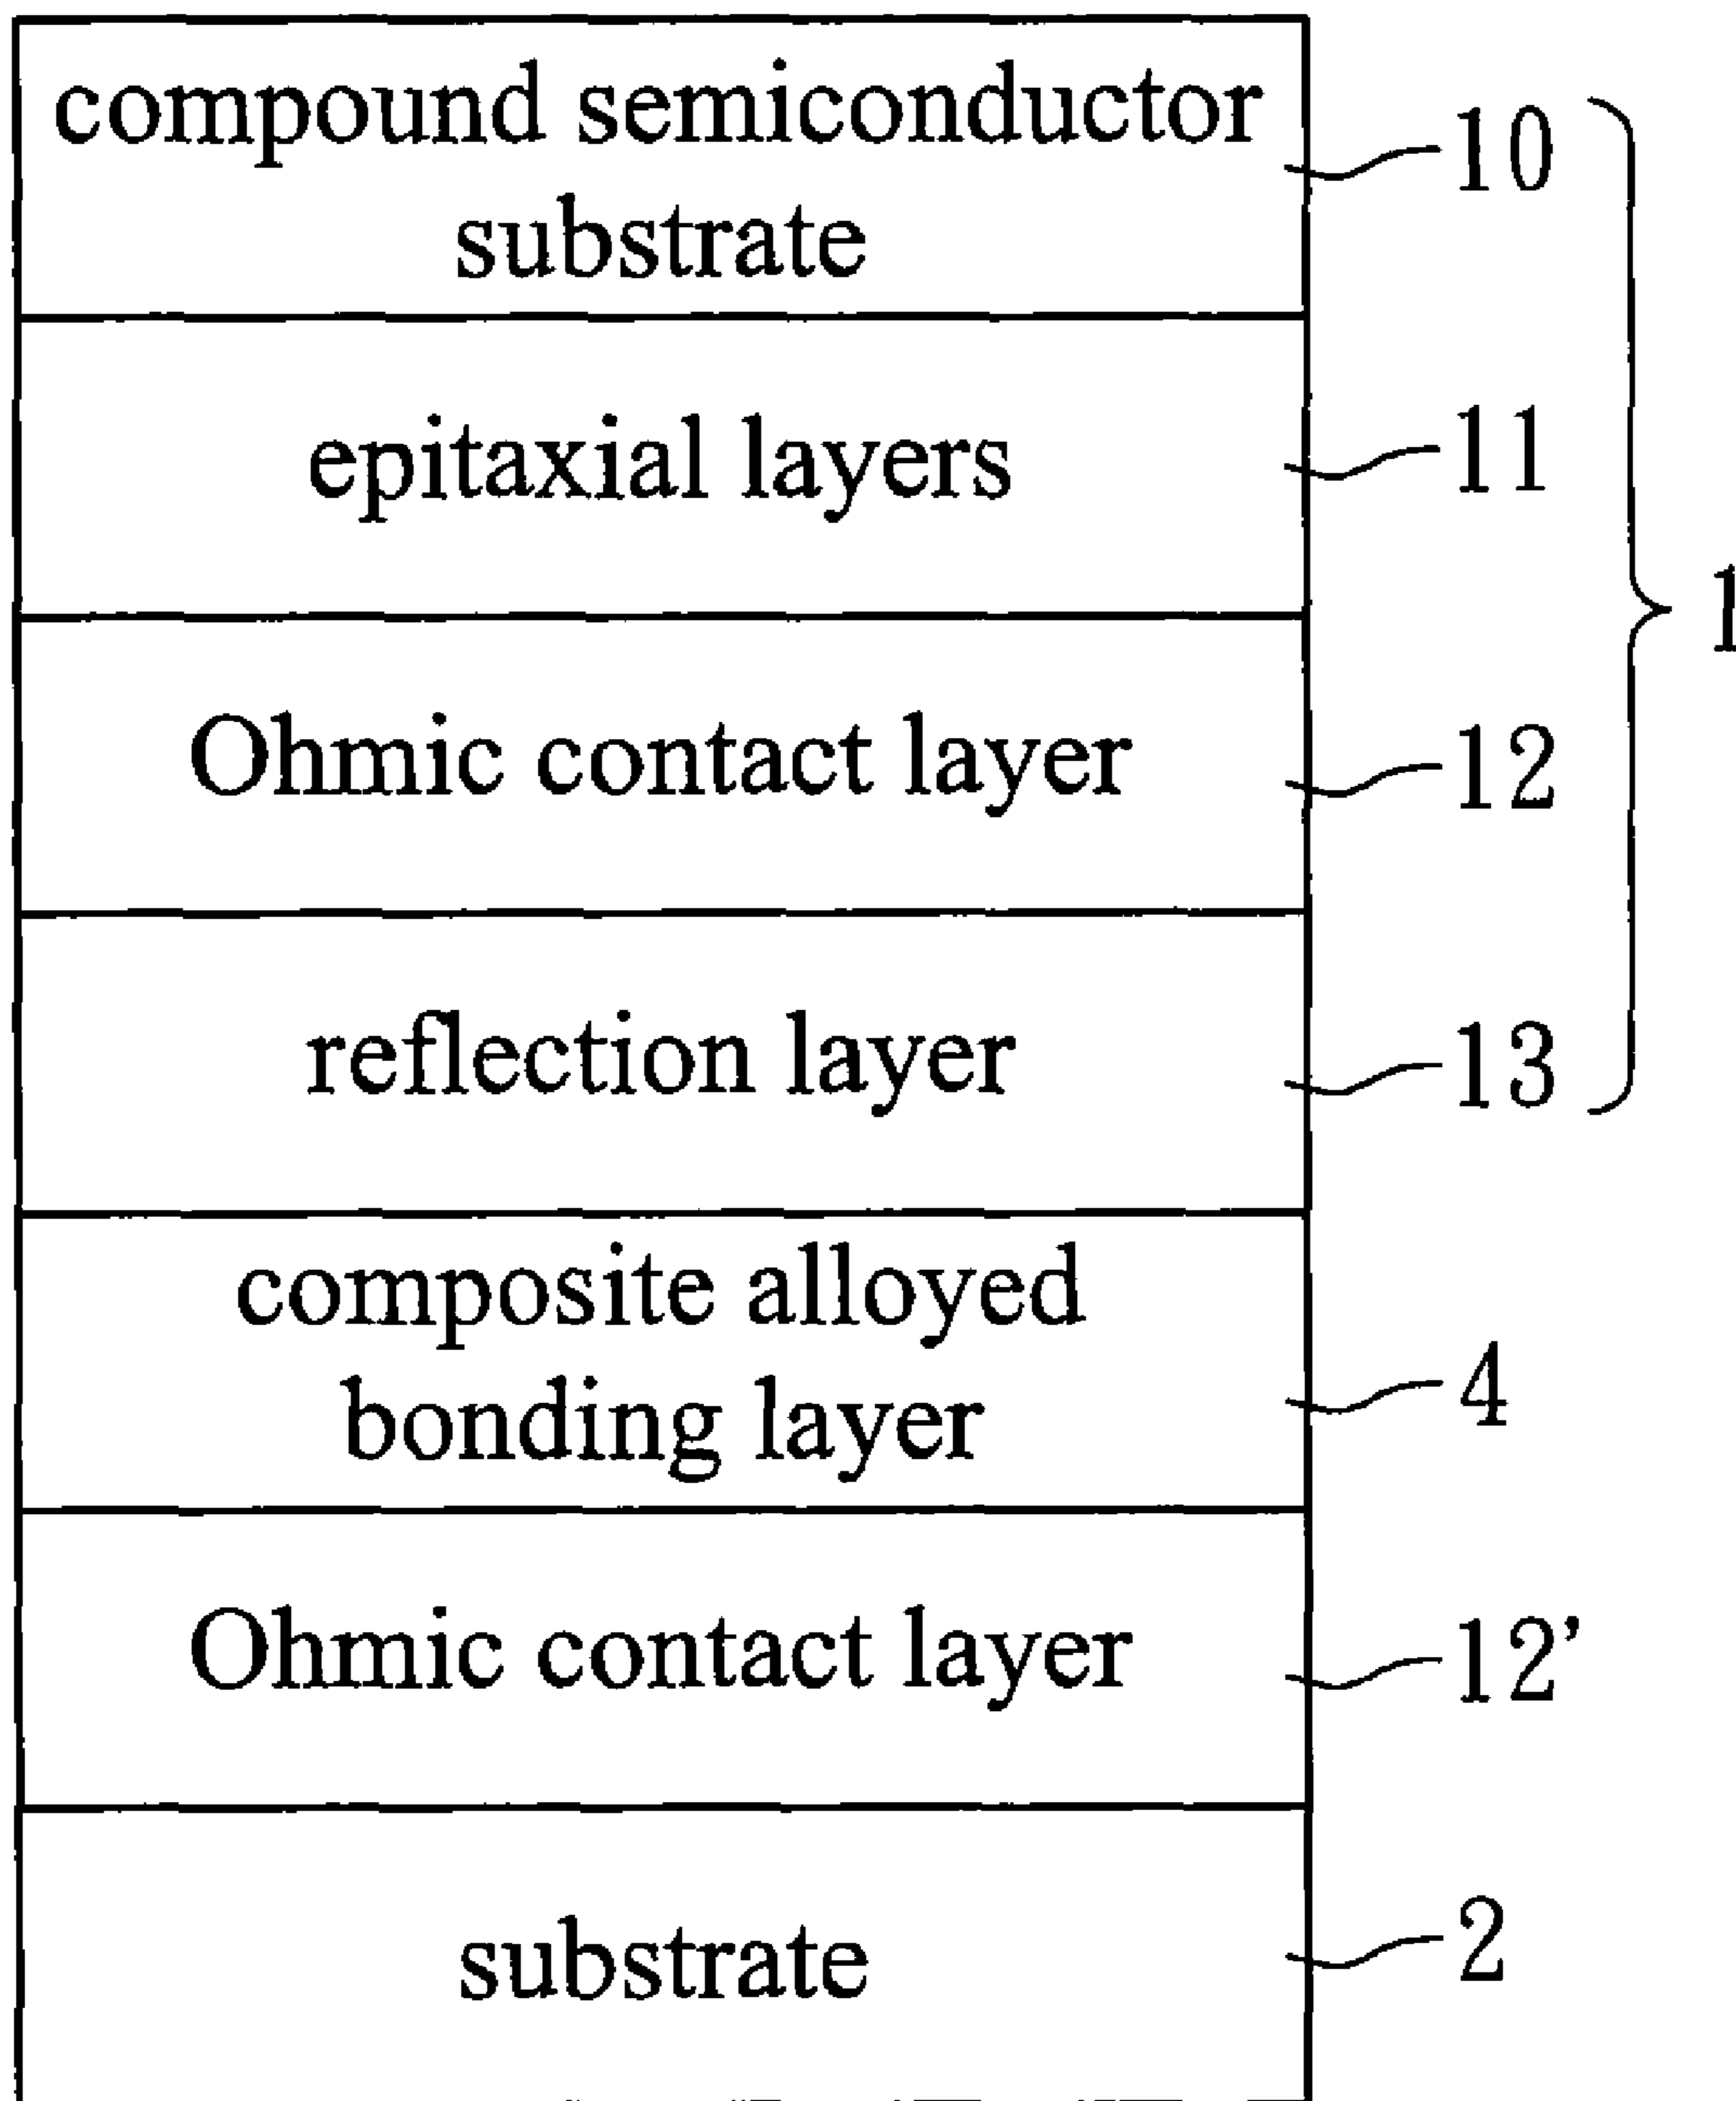 compound semiconductor
substrate
10
epitaxial layers
11
1
Ohmic contact layer
12
reflection layer
13
composite alloyed
bonding layer
4
Ohmic contact layer
12’
substrate
2